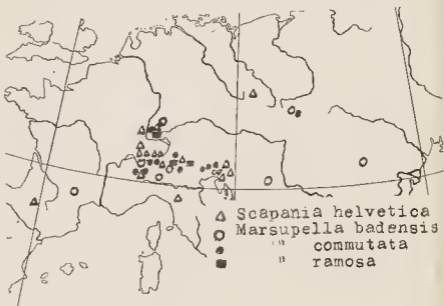 Scapania helvetica
Marsupella badensis
" commutata
" ramosa